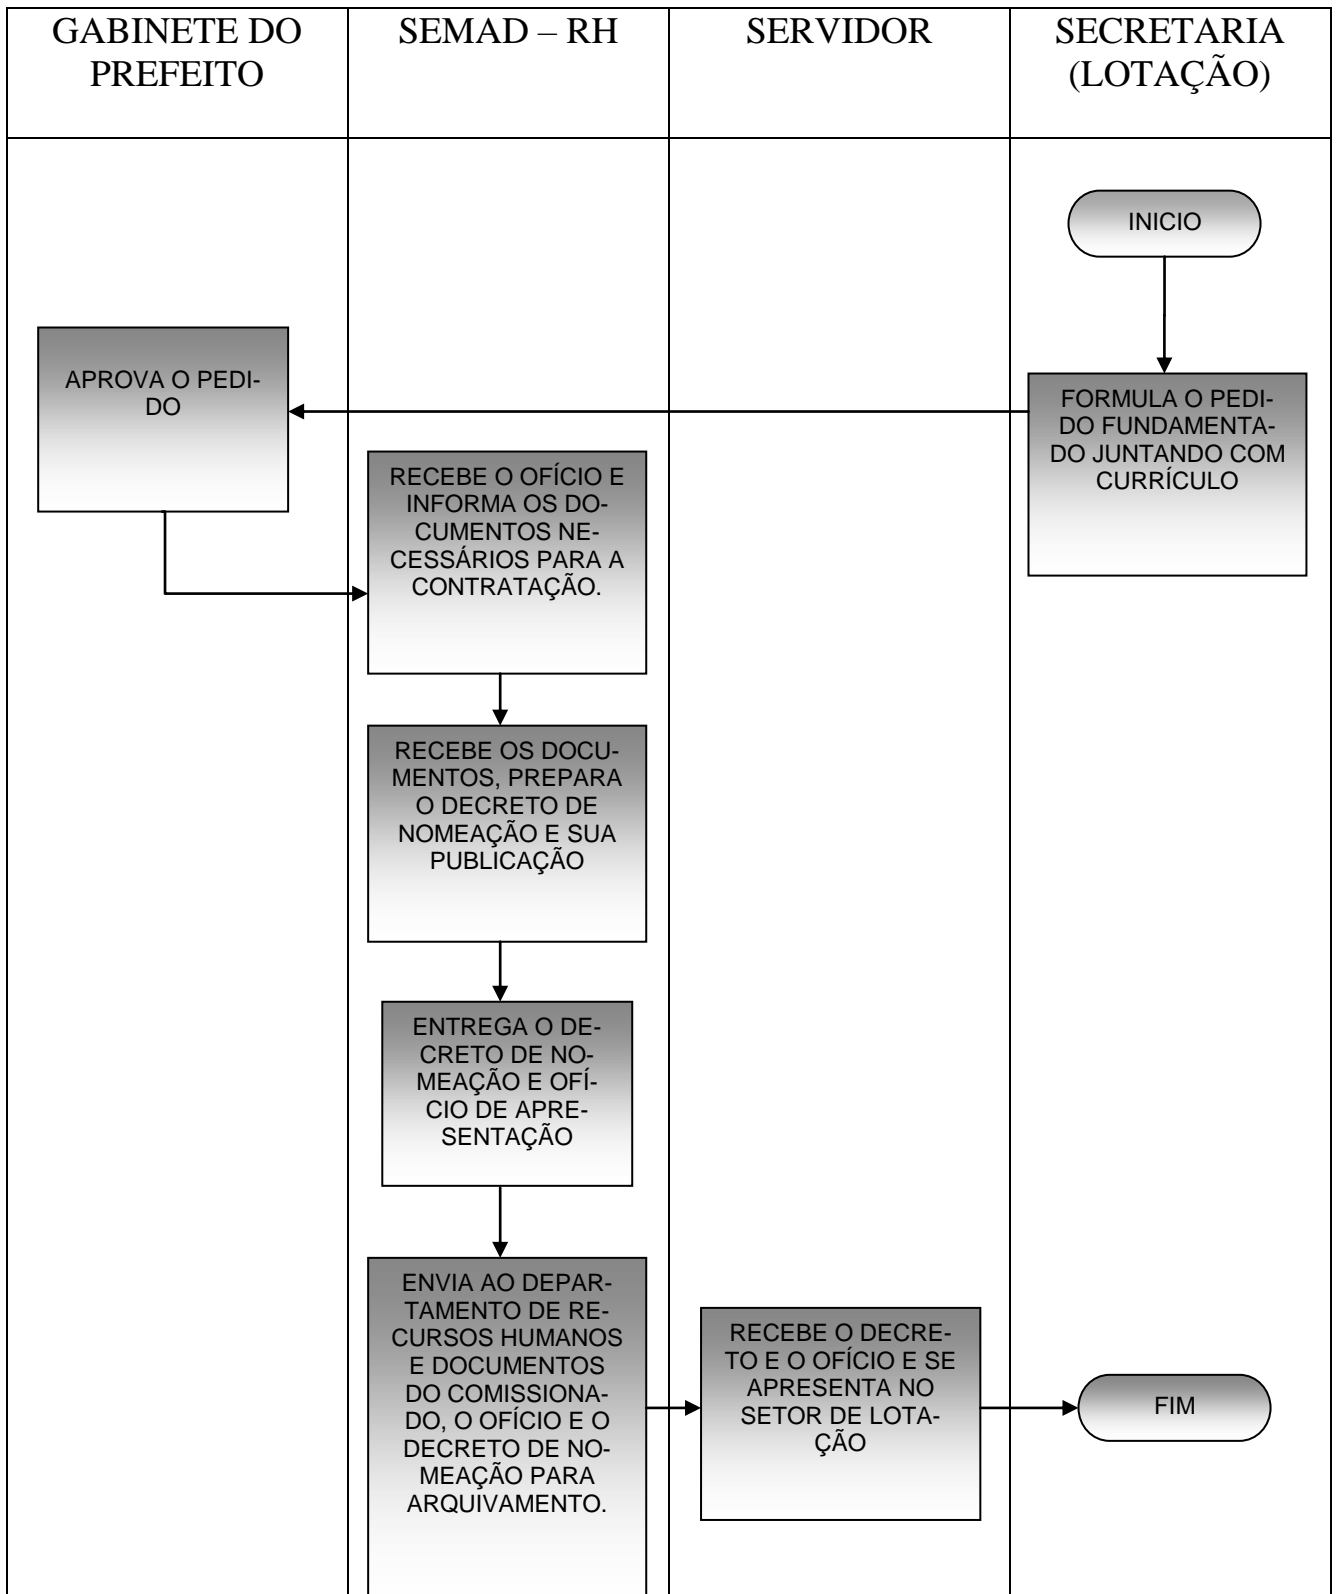 GABINETE DO
PREFEITO
SEMAD – RH
SERVIDOR
SECRETARIA
(LOTAÇÃO)
INICIO
FORMULA O PEDI-
DO FUNDAMENTA-
DO JUNTANDO COM
CURRÍCULO
APROVA O PEDI-
DO
RECEBE O OFÍCIO E
INFORMA OS DO-
CUMENTOS NE-
CESSÁRIOS PARA A
CONTRATAÇÃO.
RECEBE OS DOCU-
MENTOS, PREPARA
O DECRETO DE
NOMEAÇÃO E SUA
PUBLICAÇÃO
ENTREGA O DE-
CRETO DE NO-
MEAÇÃO E OFÍ-
CIO DE APRE-
SENTAÇÃO
ENVIA AO DEPAR-
TAMENTO DE RE-
CURSOS HUMANOS
E DOCUMENTOS
DO COMISSIONA-
DO, O OFÍCIO E O
DECRETO DE NO-
MEAÇÃO PARA
ARQUIVAMENTO.
RECEBE O DECRE-
TO E O OFÍCIO E SE
APRESENTA NO
SETOR DE LOTA-
ÇÃO
FIM